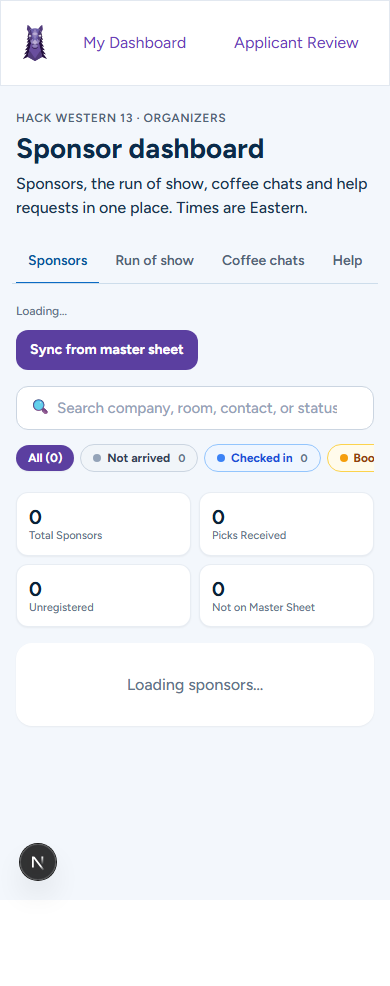 My Dashboard
Applicant Review
HACK WESTERN 13 · ORGANIZERS
Sponsor dashboard
Sponsors, the run of show, coffee chats and help
requests in one place. Times are Eastern.
Sponsors
Run of show
Coffee chats
Help
Loading...
Sync from master sheet
Search company, room, contact, or status
All (0)
Not arrived 0
Checked in 0
Boo
0
Total Sponsors
0
Picks Received
0
Unregistered
0
Not on Master Sheet
Loading sponsors...
N